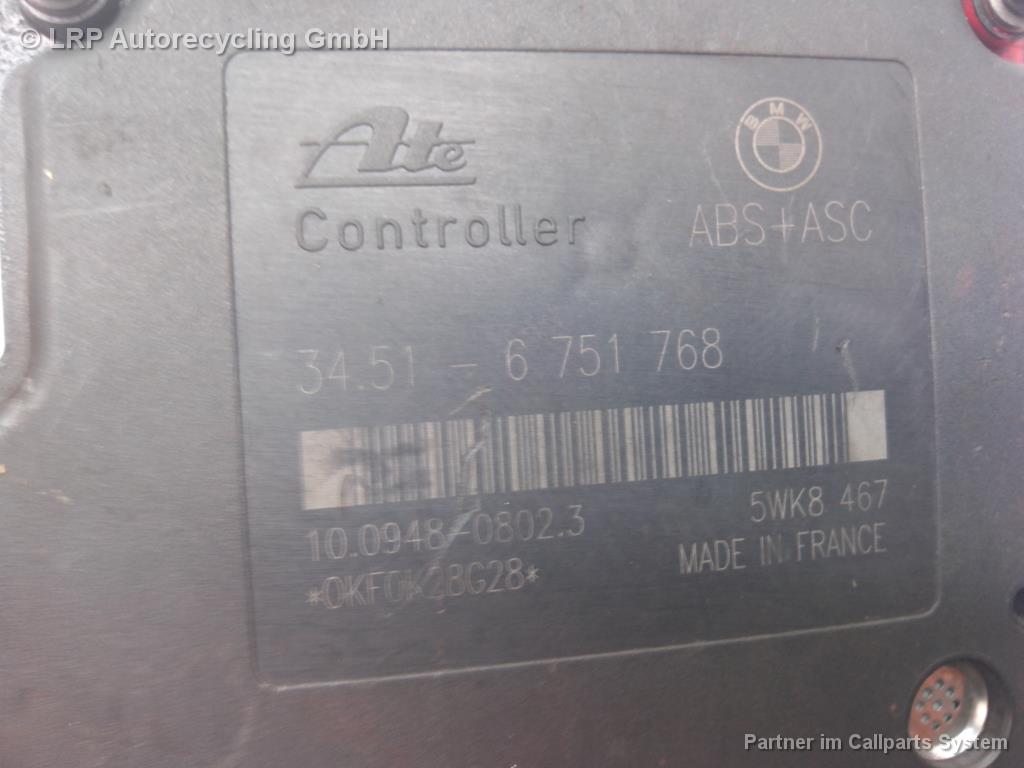 © LRP Autorecycling GmbH
Ate
BMW
Controller
ABS+ASC
34.51 - 6 751 768
10.0948-0802.3
5WK8 467
*0KF0K28G28*
MADE IN FRANCE
Partner im Callparts System